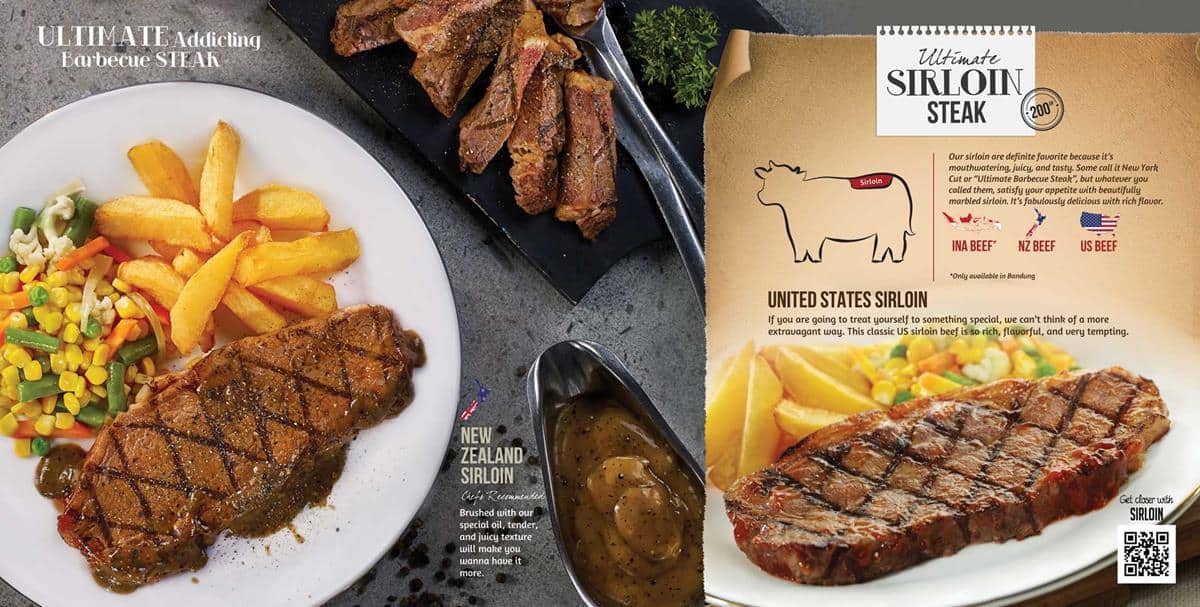 ULTIMATE Addicting
Barbecue STEAK
NEW
ZEALAND
SIRLOIN
Chef's Recommended
Brushed with our
special oil, tender,
and juicy texture
will make you
wanna have it
more.
Ultimate
SIRLOIN
STEAK
200gr
Sirloin
Our sirloin are definite favorite because it's
mouthwatering, juicy, and tasty. Some call it New York
Cut or "Ultimate Barbecue Steak", but whatever you
called them, satisfy your appetite with beautifully
marbled sirloin. It's fabulously delicious with rich flavor.
INA BEEF* NZ BEEF US BEEF
*Only available in Bandung
UNITED STATES SIRLOIN
If you are going to treat yourself to something special, we can't think of a more
extravagant way. This classic US sirloin beef is so rich, flavorful, and very tempting.
Get closer with
SIRLOIN